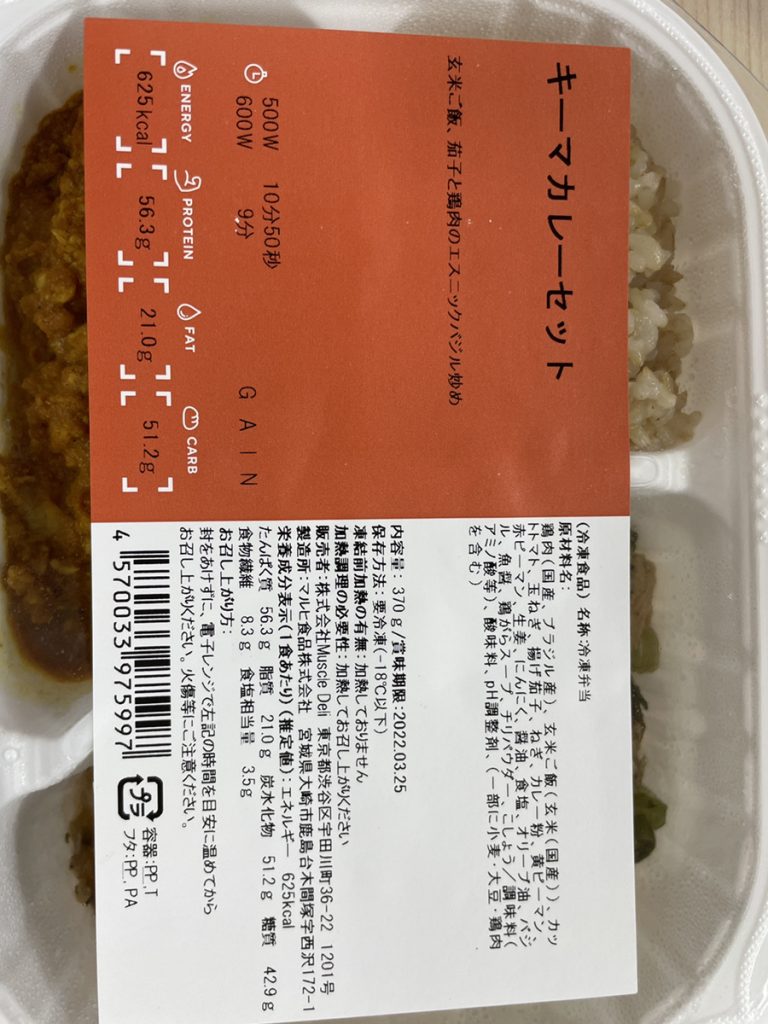 キーマカレーセット
玄米ご飯、茄子と鶏肉のエスニックバジル炒め
500W 10分50秒
600W 9分
GAIN
ENERGY PROTEIN FAT CARB
625kcal 56.3g 21.0g 51.2g
(冷凍食品) 名称:冷凍弁当
原材料名:
鶏肉(国産、ブラジル産)、玄米ご飯(玄米(国産))、カッ
トトマト、玉ねぎ、揚げ茄子、ねぎ、カレー粉、黄ピーマン、
赤ピーマン、生姜、にんにく、醤油、食塩、オリーブ油、バジ
ル、魚醤、鶏がらスープ、チリパウダー、こしょう/調味料(
アミノ酸等)、酸味料、pH調整剤、(一部に小麦・大豆・鶏肉
を含む)
内容量: 370g/賞味期限:2022.03.25
保存方法:要冷凍(-18℃以下)
凍結前加熱の有無:加熱しておりません
加熱調理の必要性:加熱してお召し上がりください
販売者:株式会社Muscle Deli 東京都渋谷区宇田川町36-22 1201号
製造所:マルヒ食品株式会社 宮城県大崎市鹿島台木間塚字西沢172-1
栄養成分表示(1食あたり)(推定値):エネルギー 625kcal
たんぱく質 56.3g 脂質 21.0g 炭水化物 51.2g 糖質 42.9g
食物繊維 8.3g 食塩相当量 3.5g
お召し上がり方:
封をあけずに、電子レンジで左記の時間を目安に温めてから
お召し上がりください。火傷等にご注意ください。
4570033975997
プラ
容器:PP,T
フタ:PP,PA